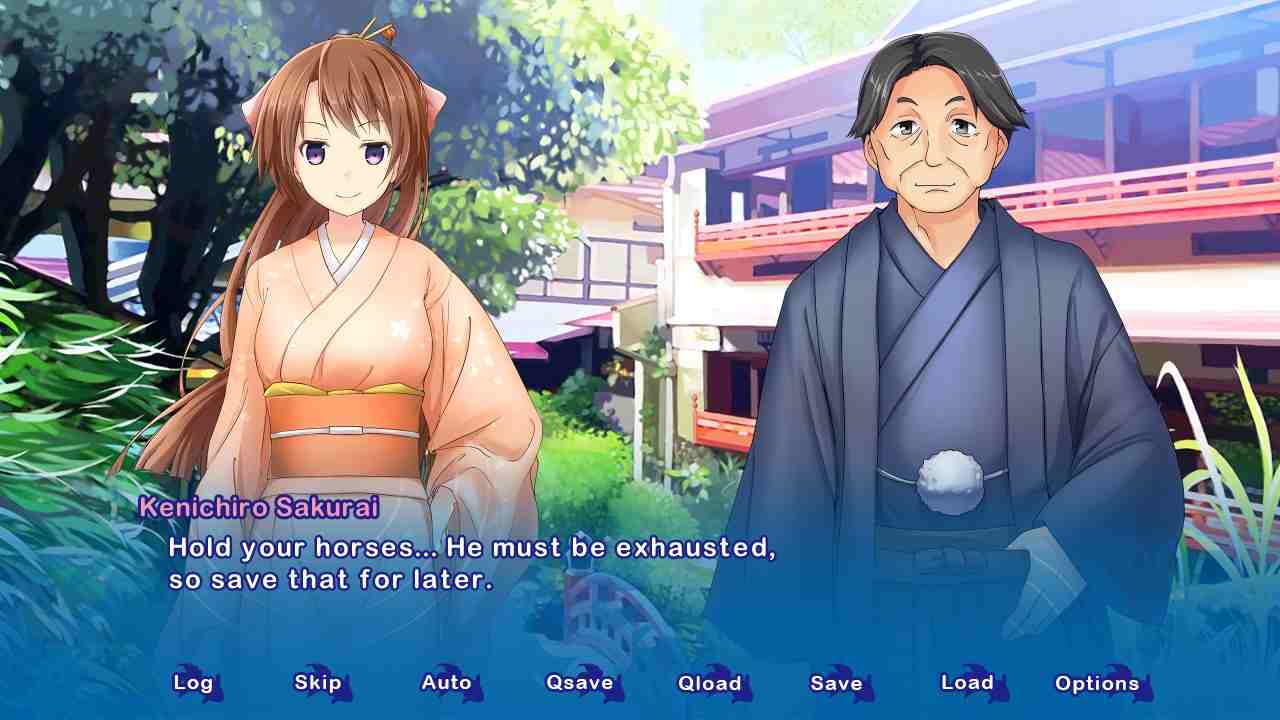 Kenichiro Sakurai
Hold your horses... He must be exhausted,
so save that for later.
Log Skip Auto Qsave Qload Save Load Options